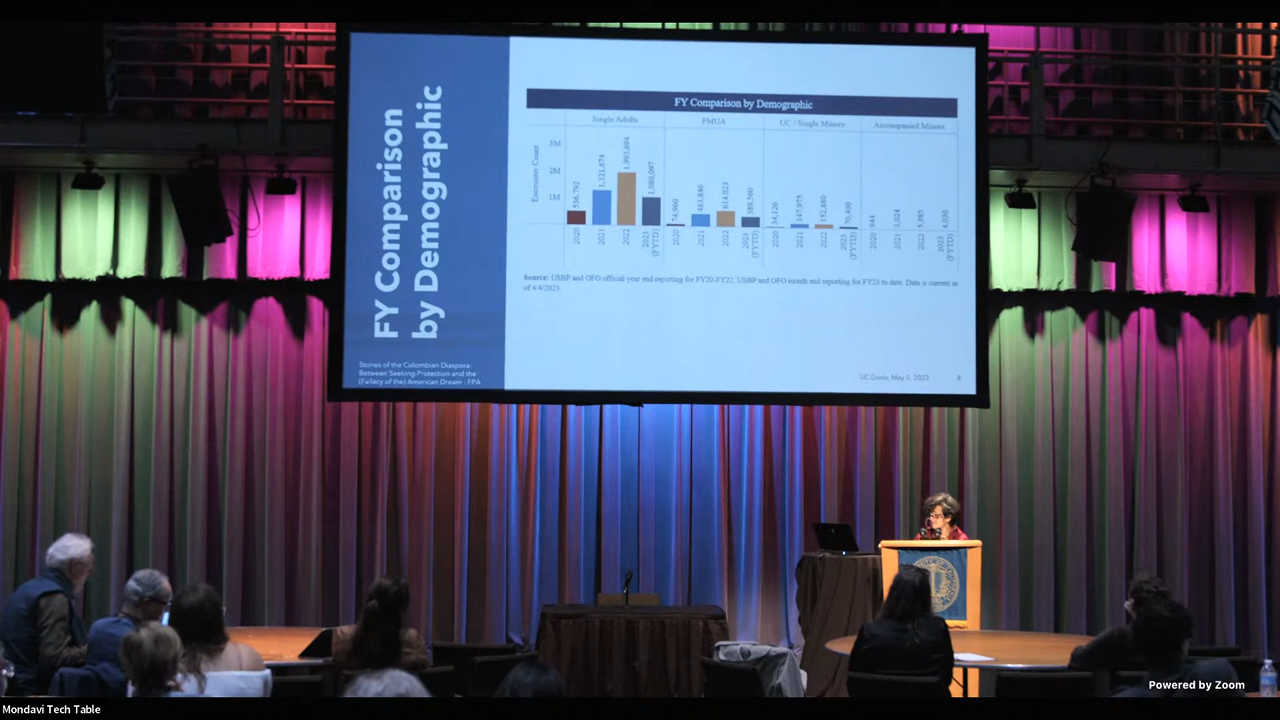 FY Comparison
by Demographic
Stories of the Colombian Diaspora:
Between Seeking Protection and the
(Fallacy of the) American Dream - FPA
FY Comparison by Demographic
Single Adults FMUA UC / Single Minors Accompanied Minors
Encounter Count
3M
2M
1M
536,792 1,321,674 1,993,694 1,080,097 74,960 483,846 614,023 389,560 34,126 147,975 152,880 70,400 944 3,024 5,985 4,030
2020 2021 2022 2023 (FYTD) 2020 2021 2022 2023 (FYTD) 2020 2021 2022 2023 (FYTD) 2020 2021 2022 2023 (FYTD)
Source: USBP and OFO official year end reporting for FY20-FY22; USBP and OFO month end reporting for FY23 to date. Data is current as
of 4/4/2023.
UC Davis, May 5, 2023 8
Powered by Zoom
Mondavi Tech Table